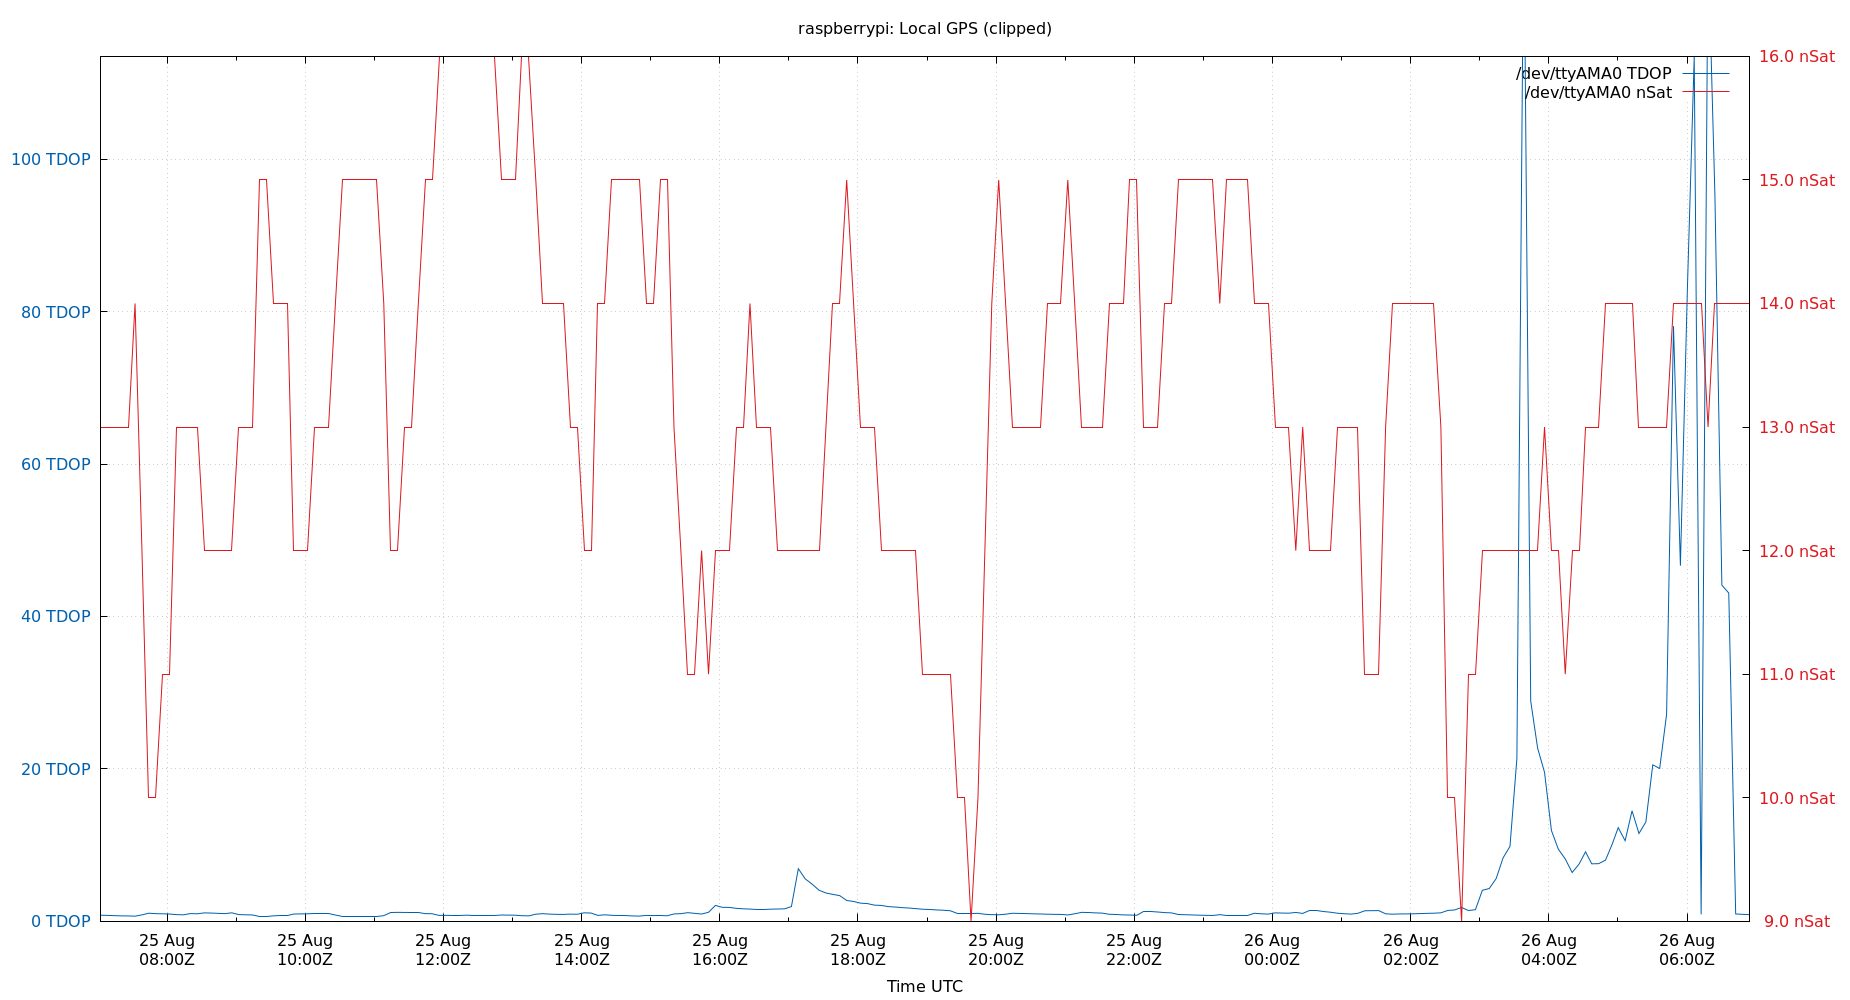 raspberrypi: Local GPS (clipped)
/dev/ttyAMA0 TDOP
/dev/ttyAMA0 nSat
100 TDOP
80 TDOP
60 TDOP
40 TDOP
20 TDOP
0 TDOP
16.0 nSat
15.0 nSat
14.0 nSat
13.0 nSat
12.0 nSat
11.0 nSat
10.0 nSat
9.0 nSat
25 Aug
08:00Z
25 Aug
10:00Z
25 Aug
12:00Z
25 Aug
14:00Z
25 Aug
16:00Z
25 Aug
18:00Z
25 Aug
20:00Z
25 Aug
22:00Z
26 Aug
00:00Z
26 Aug
02:00Z
26 Aug
04:00Z
26 Aug
06:00Z
Time UTC